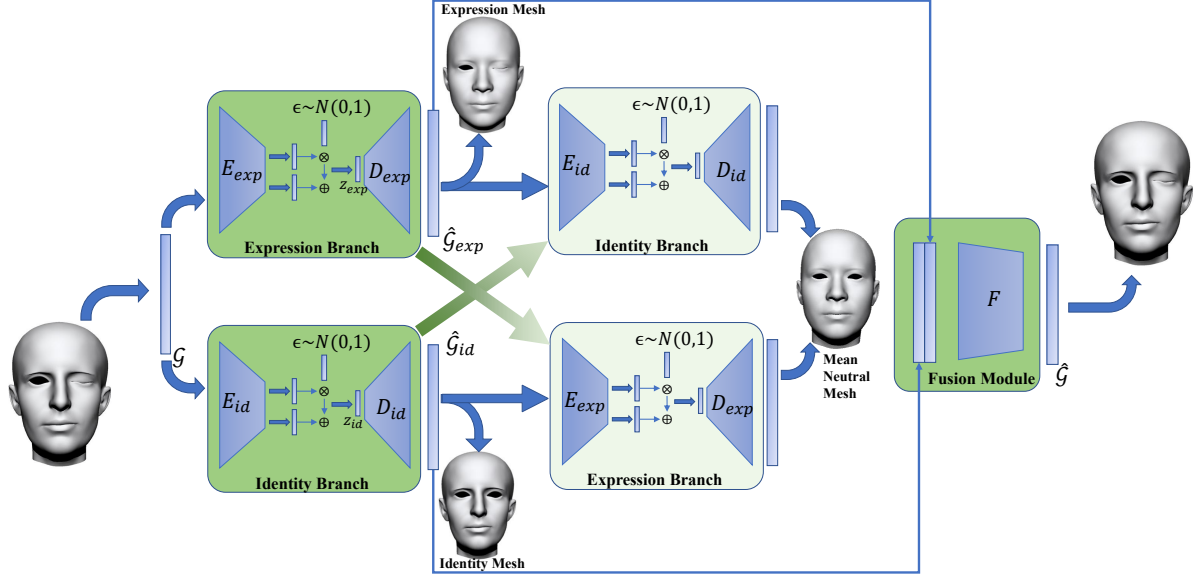 Expression Mesh
ϵ~N(0,1)
E_exp
z_exp
D_exp
Expression Branch
Ĝ_exp
ϵ~N(0,1)
E_id
D_id
Identity Branch
G
ϵ~N(0,1)
E_id
z_id
D_id
Identity Branch
Ĝ_id
Identity Mesh
ϵ~N(0,1)
E_exp
D_exp
Expression Branch
Mean
Neutral
Mesh
F
Fusion Module
Ĝ